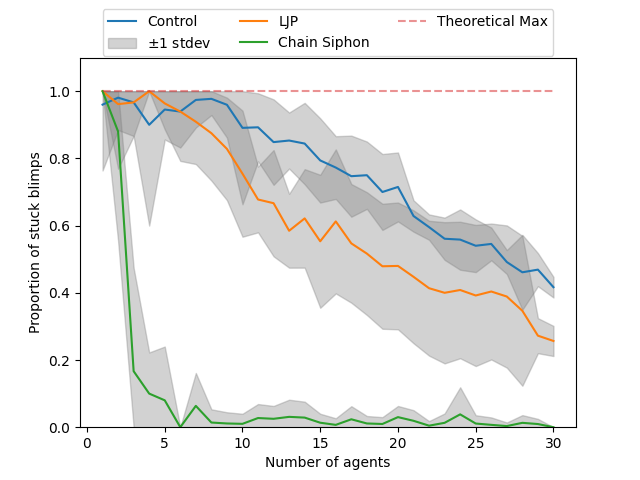 Control
LJP
Theoretical Max
±1 stdev
Chain Siphon
1.0
0.8
0.6
0.4
0.2
0.0
Proportion of stuck blimps
0 5 10 15 20 25 30
Number of agents